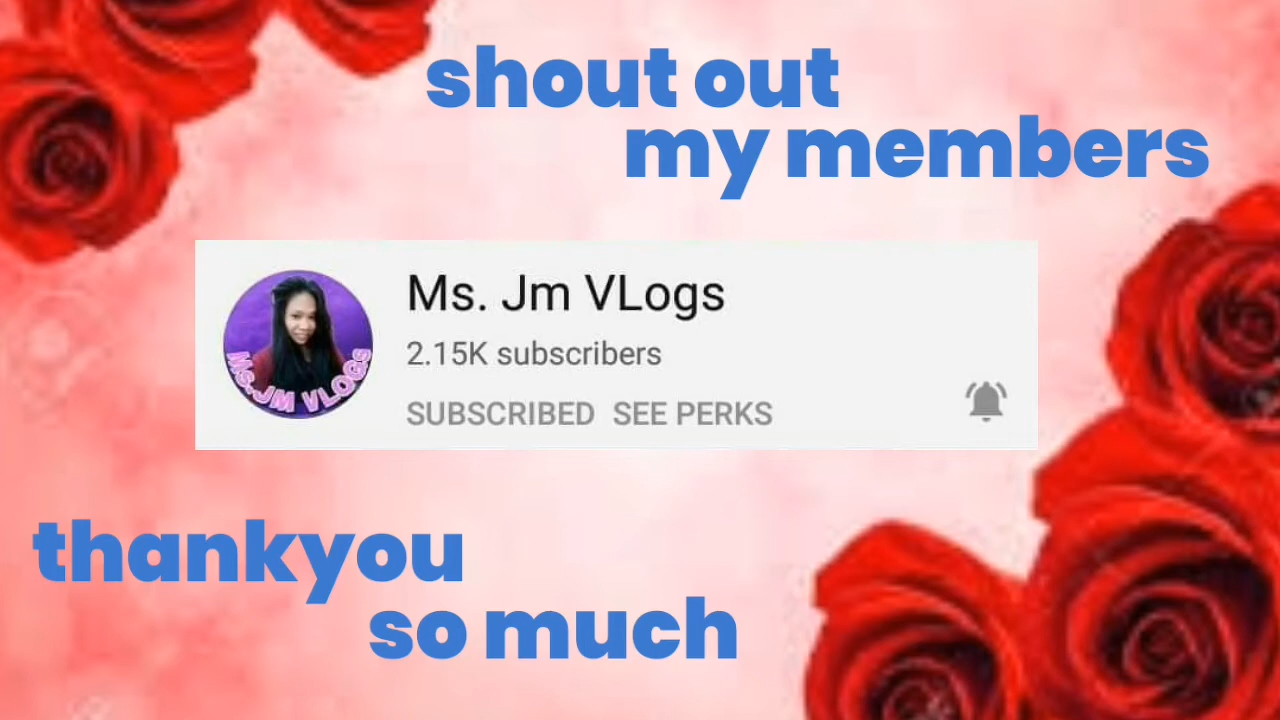 shout out
my members
Ms. Jm VLogs
2.15K subscribers
SUBSCRIBED SEE PERKS
MS.JM VLOGS
thankyou
so much